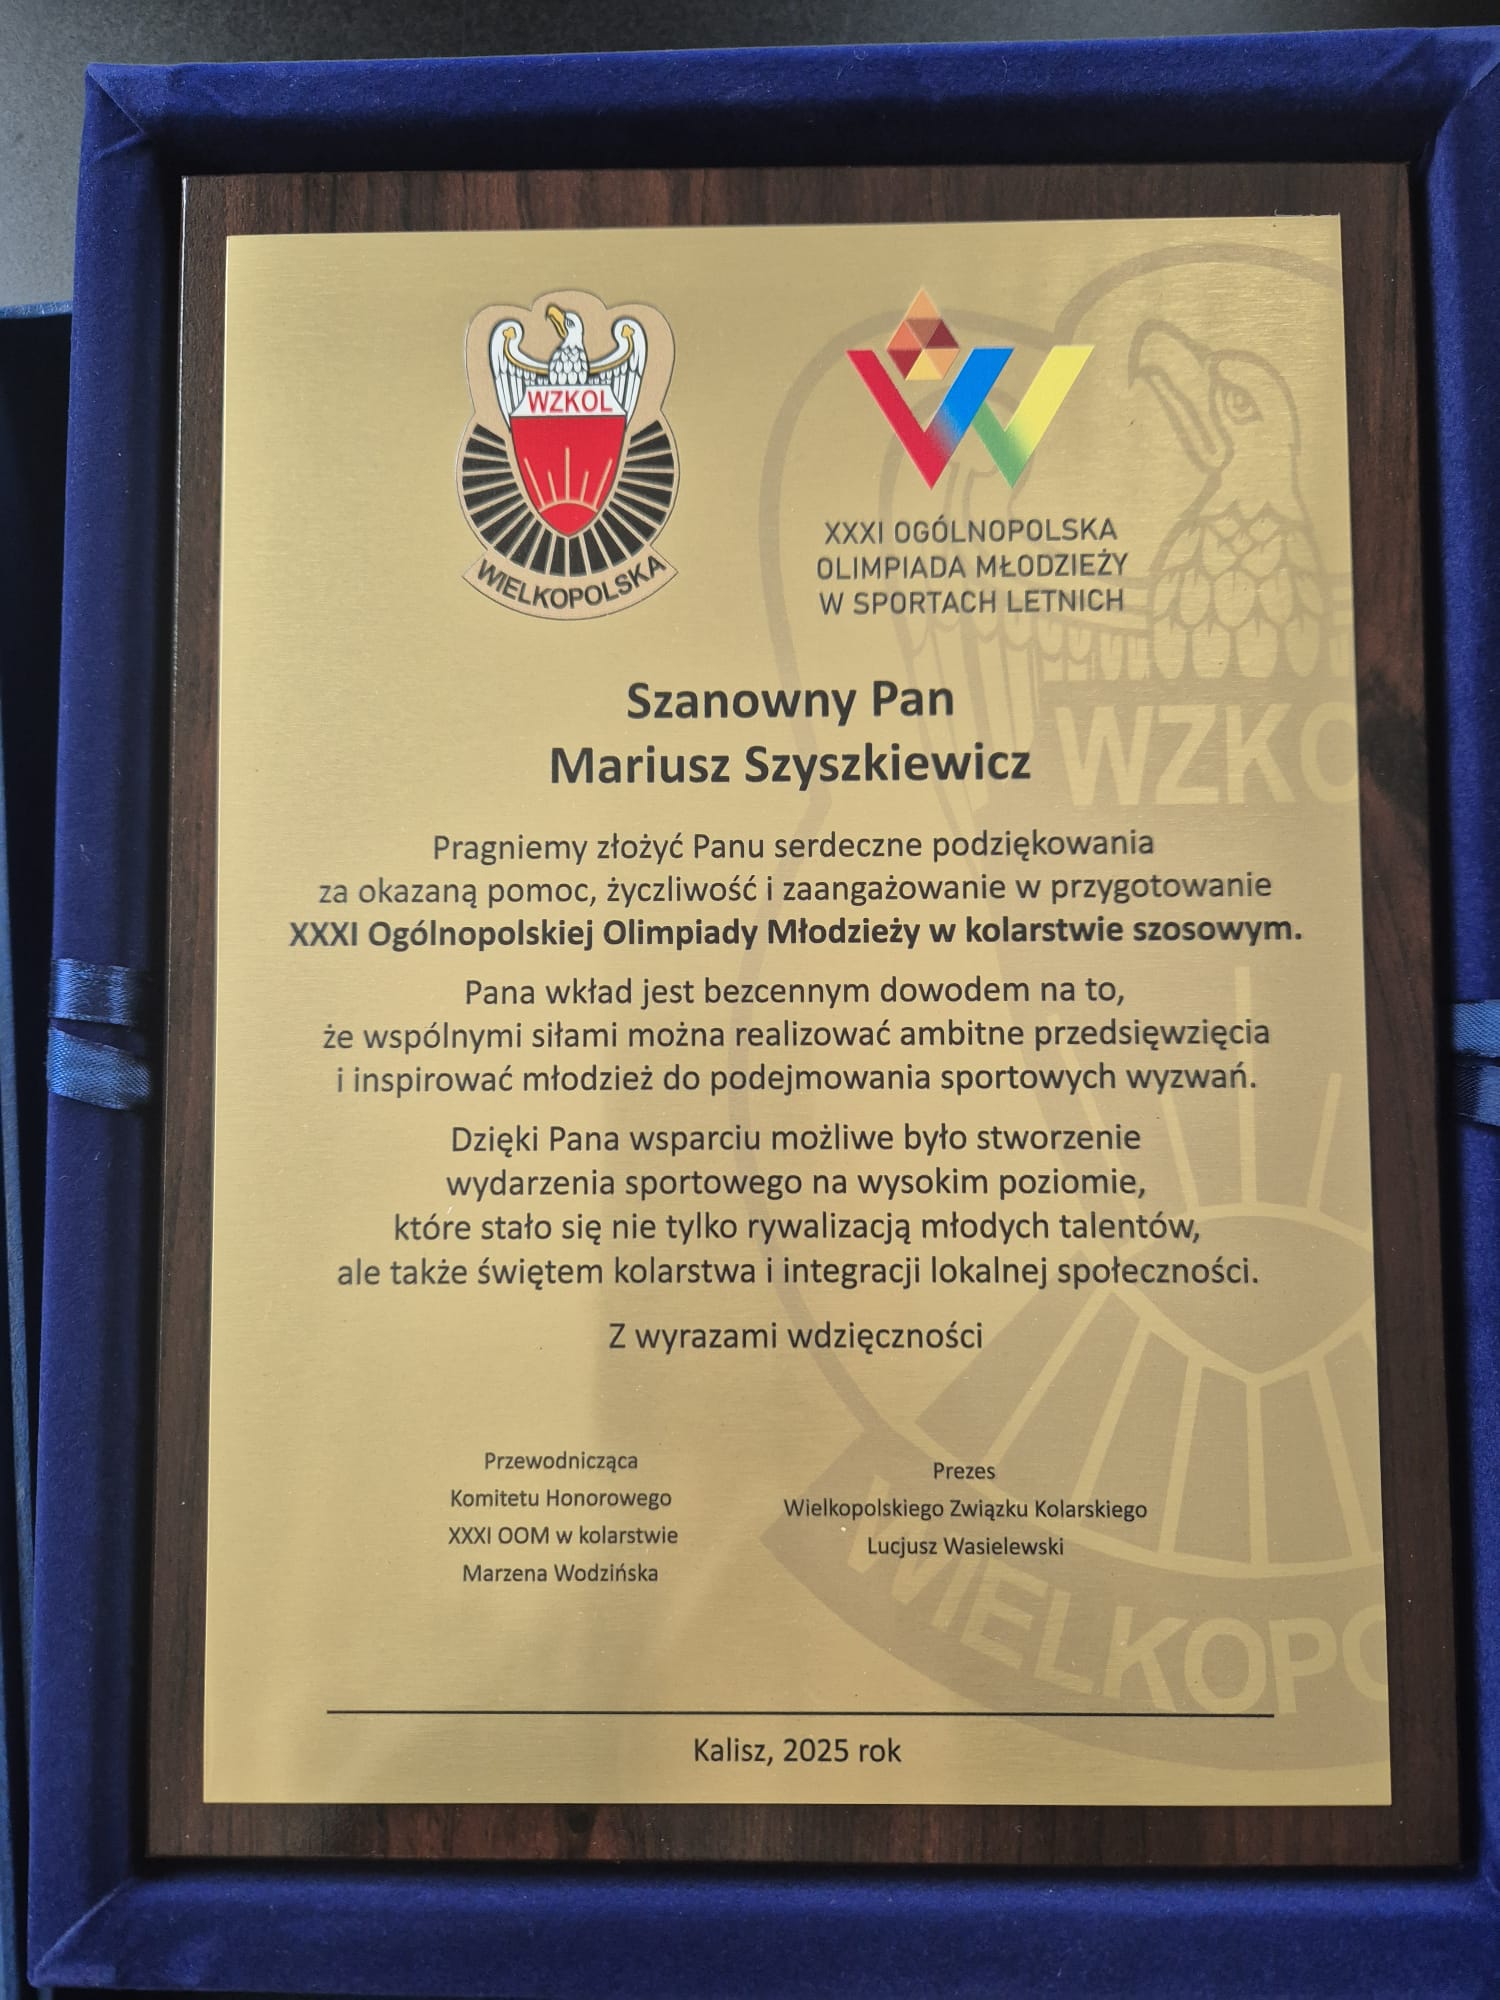 WZKOL
WIELKOPOLSKA
XXXI OGÓLNOPOLSKA
OLIMPIADA MŁODZIEŻY
W SPORTACH LETNICH
Szanowny Pan
Mariusz Szyszkiewicz
Pragniemy złożyć Panu serdeczne podziękowania
za okazaną pomoc, życzliwość i zaangażowanie w przygotowanie
XXXI Ogólnopolskiej Olimpiady Młodzieży w kolarstwie szosowym.
Pana wkład jest bezcennym dowodem na to,
że wspólnymi siłami można realizować ambitne przedsięwzięcia
i inspirować młodzież do podejmowania sportowych wyzwań.
Dzięki Pana wsparciu możliwe było stworzenie
wydarzenia sportowego na wysokim poziomie,
które stało się nie tylko rywalizacją młodych talentów,
ale także świętem kolarstwa i integracji lokalnej społeczności.
Z wyrazami wdzięczności
Przewodnicząca
Komitetu Honorowego
XXXI OOM w kolarstwie
Marzena Wodzińska
Prezes
Wielkopolskiego Związku Kolarskiego
Lucjusz Wasielewski
Kalisz, 2025 rok
WZKO
WIELKOPO